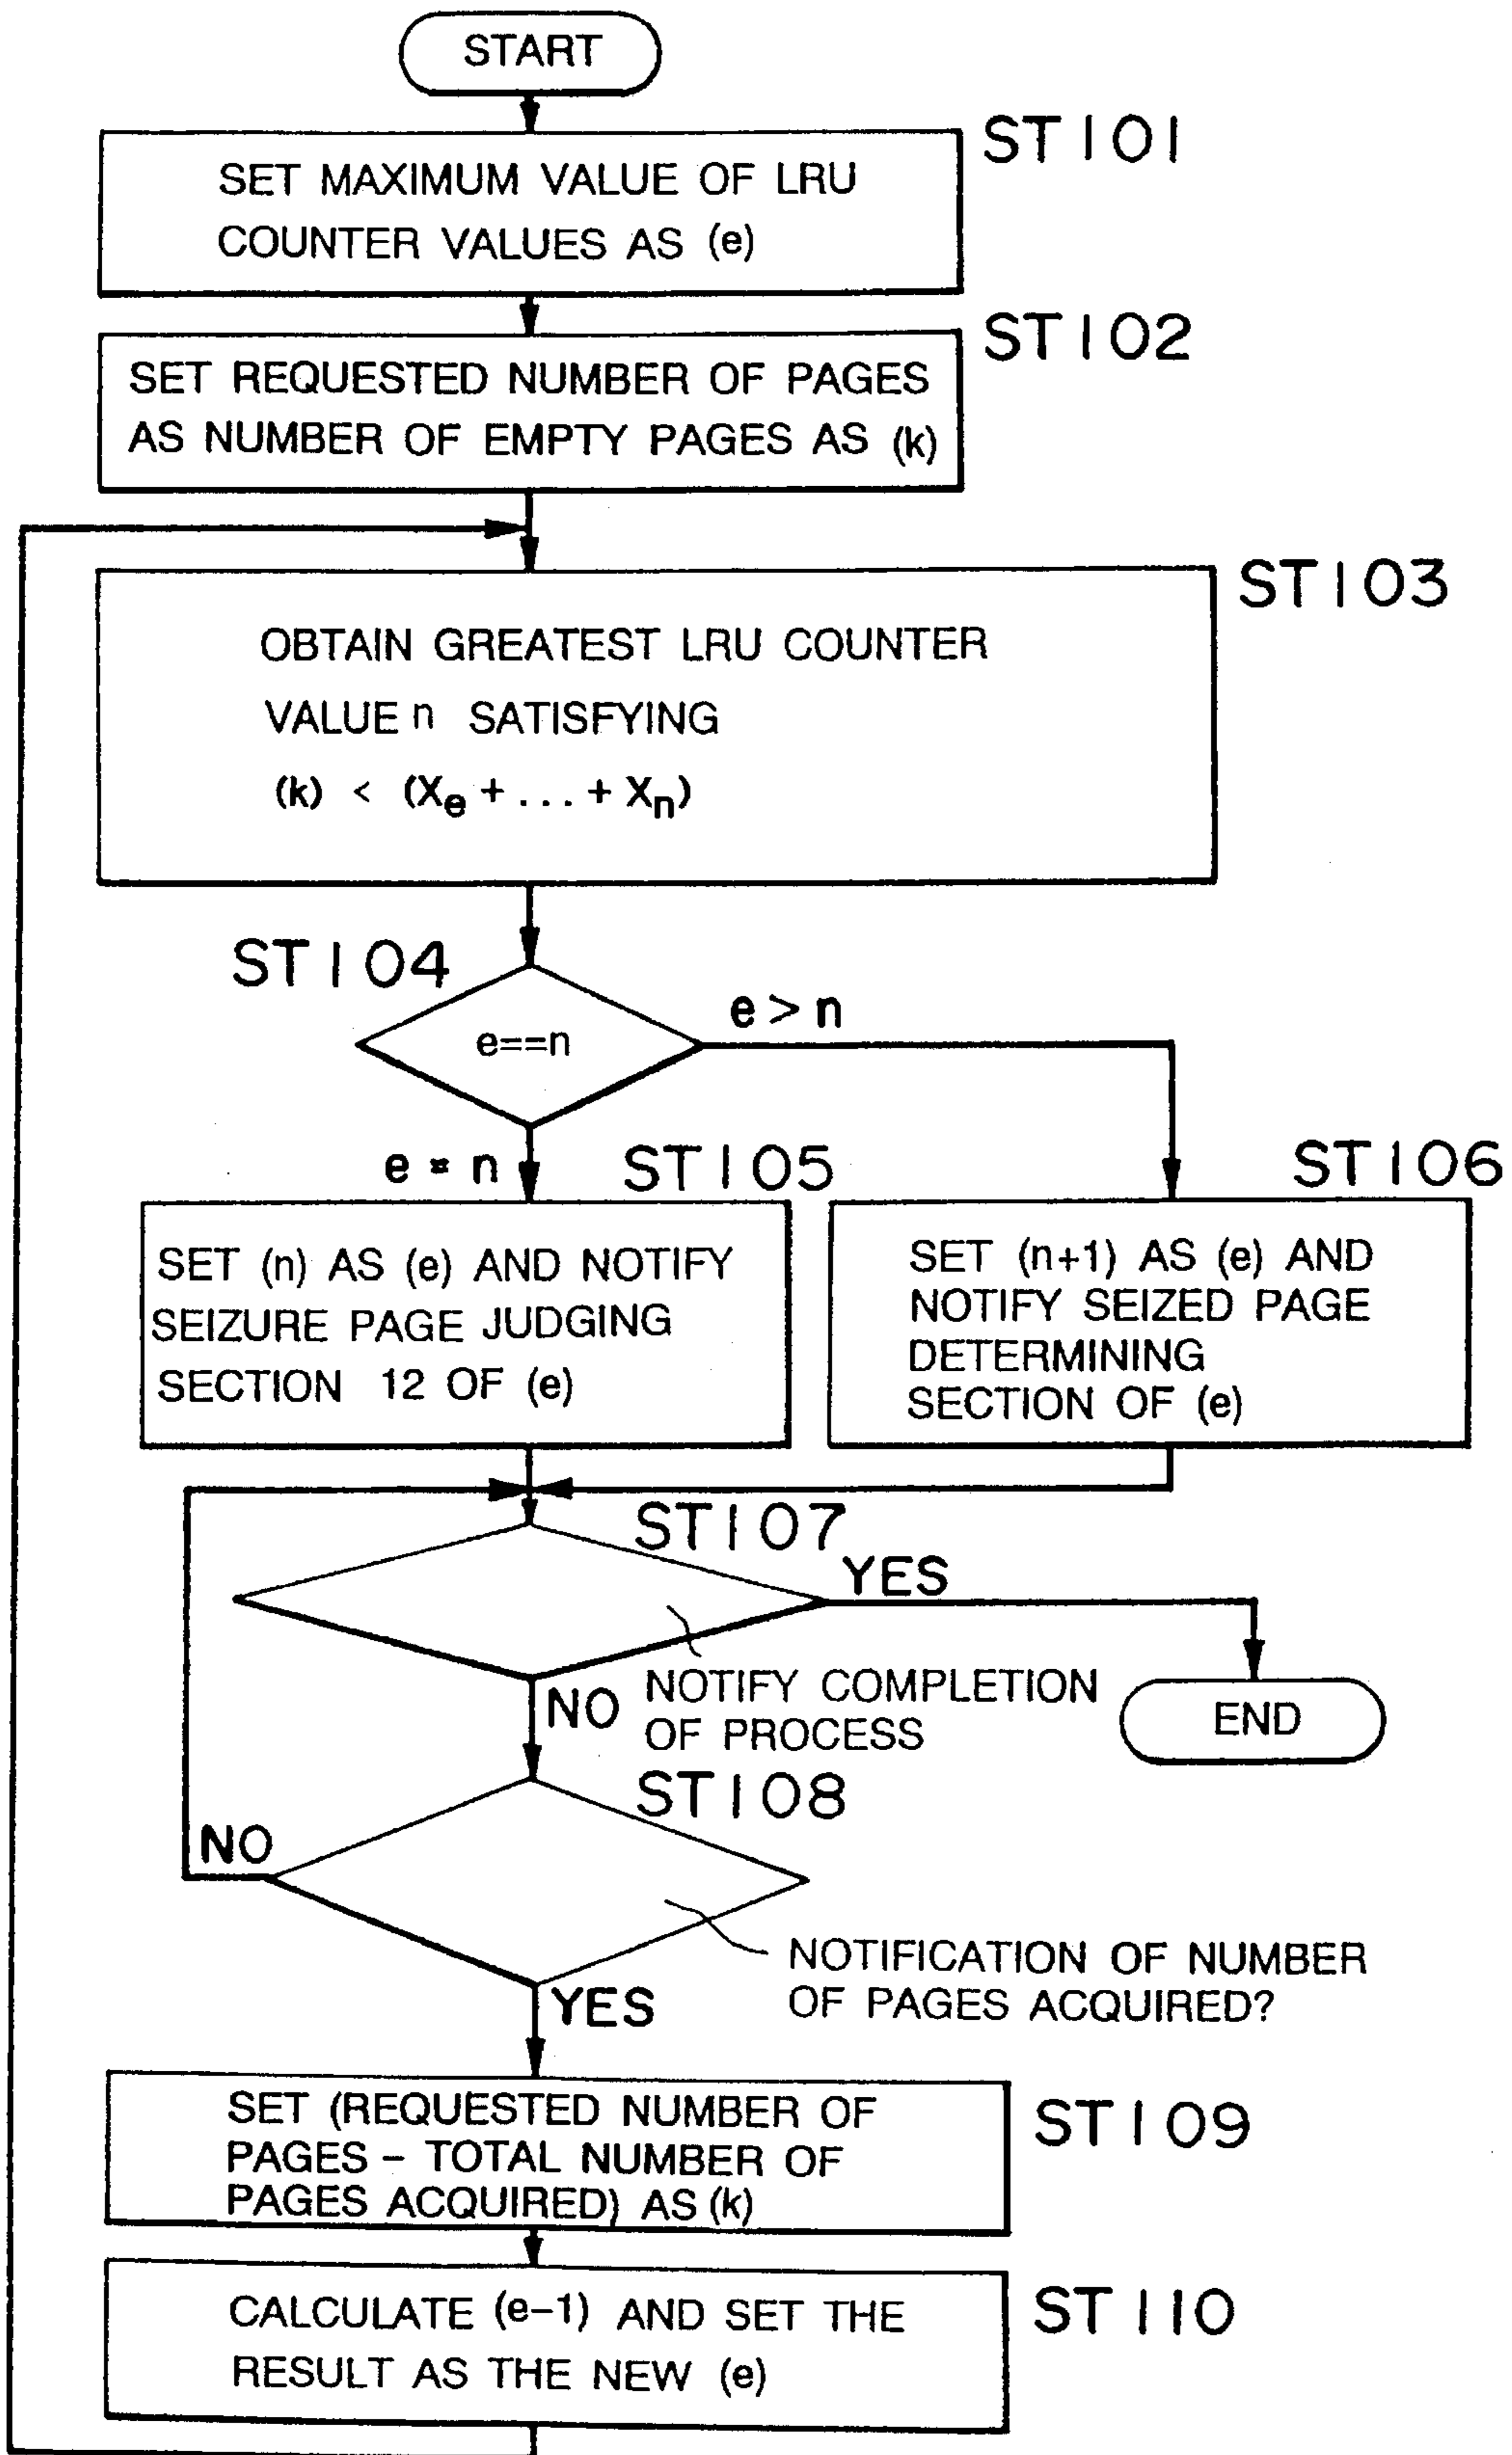 START
ST101
SET MAXIMUM VALUE OF LRU
COUNTER VALUES AS (e)
ST102
SET REQUESTED NUMBER OF PAGES
AS NUMBER OF EMPTY PAGES AS (k)
ST103
OBTAIN GREATEST LRU COUNTER
VALUE n SATISFYING
(k) < (Xe + ... + Xn)
ST104
e > n
e==n
e = n
ST105
ST106
SET (n) AS (e) AND NOTIFY
SEIZURE PAGE JUDGING
SECTION 12 OF (e)
SET (n+1) AS (e) AND
NOTIFY SEIZED PAGE
DETERMINING
SECTION OF (e)
ST107
YES
NO
NOTIFY COMPLETION
OF PROCESS
END
ST108
NO
NOTIFICATION OF NUMBER
OF PAGES ACQUIRED?
YES
SET (REQUESTED NUMBER OF
PAGES – TOTAL NUMBER OF
PAGES ACQUIRED) AS (k)
ST109
CALCULATE (e-1) AND SET THE
RESULT AS THE NEW (e)
ST110